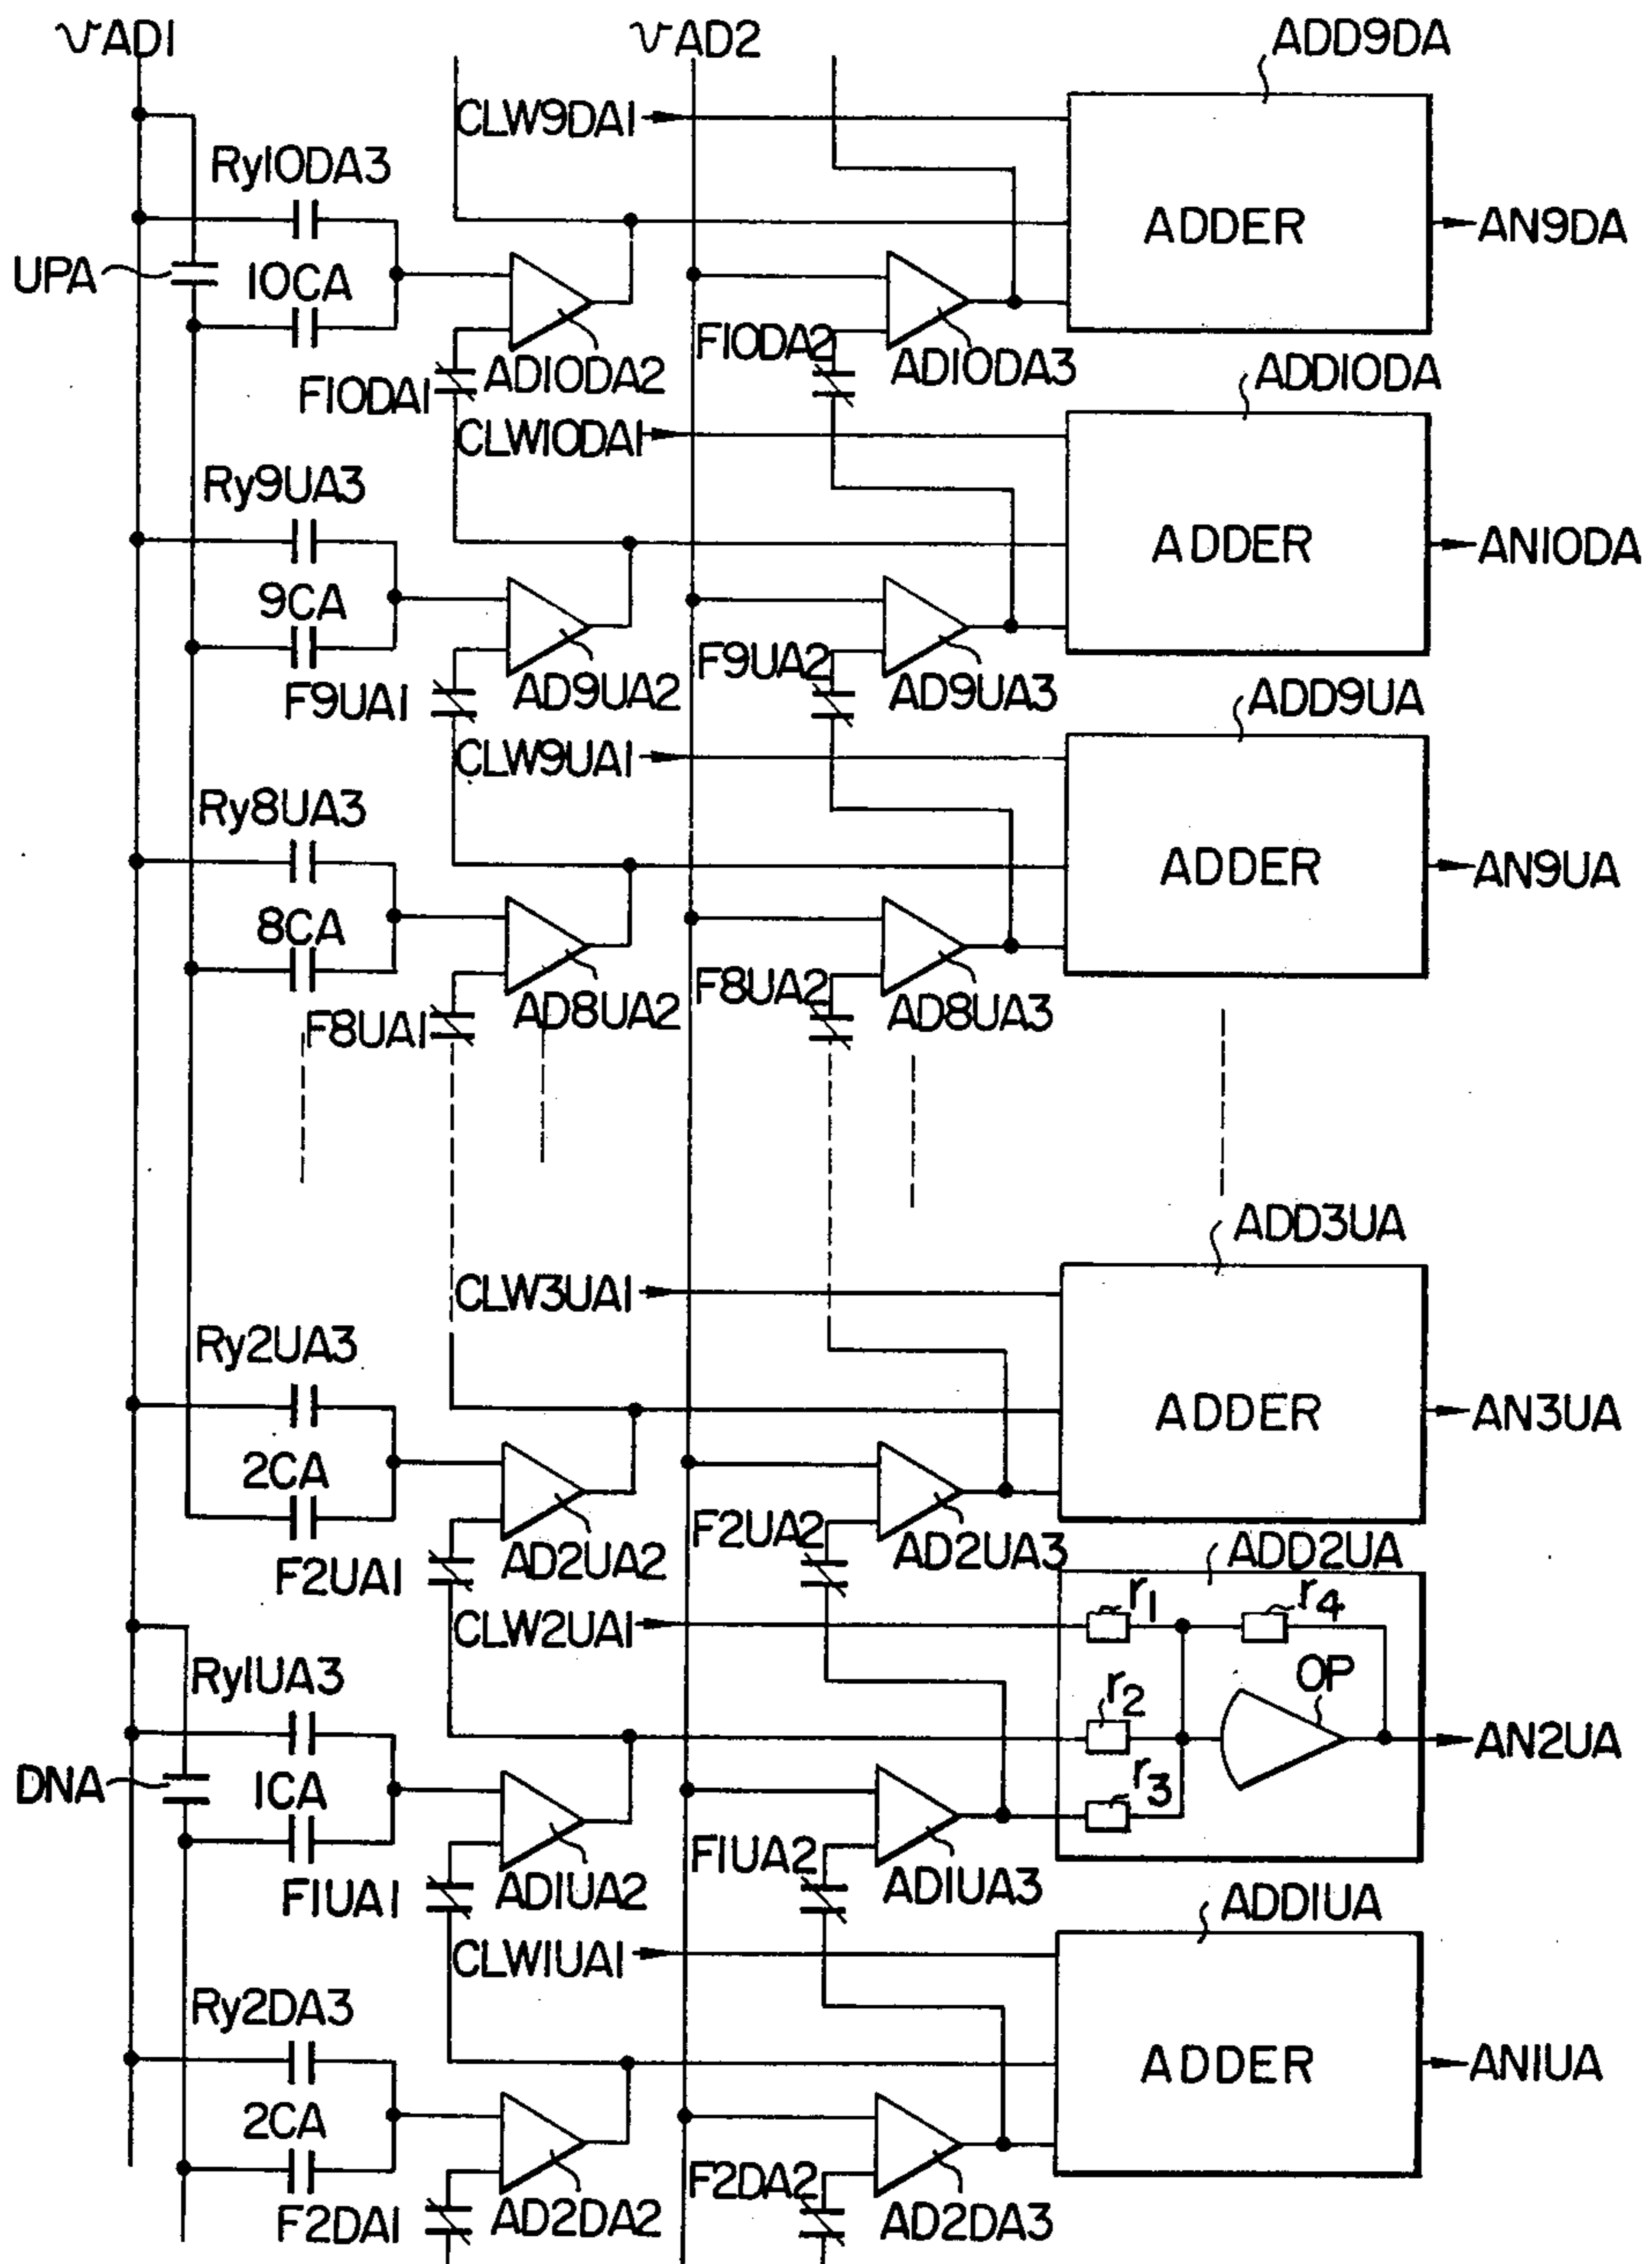 VAD1
VAD2
ADD9DA
CLW9DA1
Ry10DA3
ADDER
AN9DA
UPA
10CA
F10DA2
F10DA1
AD10DA2
AD10DA3
ADD10DA
CLW10DA1
Ry9UA3
ADDER
AN10DA
9CA
F9UA2
F9UA1
AD9UA2
AD9UA3
ADD9UA
CLW9UA1
Ry8UA3
ADDER
AN9UA
8CA
F8UA2
F8UA1
AD8UA2
AD8UA3
ADD3UA
CLW3UA1
Ry2UA3
ADDER
AN3UA
2CA
F2UA2
F2UA1
AD2UA2
AD2UA3
ADD2UA
CLW2UA1
r1
r4
Ry1UA3
OP
r2
AN2UA
DNA
1CA
r3
F1UA2
F1UA1
AD1UA2
AD1UA3
ADD1UA
CLW1UA1
Ry2DA3
ADDER
AN1UA
2CA
F2DA2
F2DA1
AD2DA2
AD2DA3